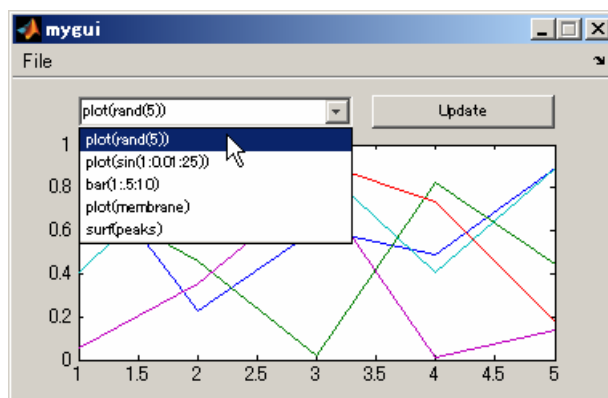 mygui
File
plot(rand(5))
Update
plot(rand(5))
plot(sin(1:0.01:25))
bar(1:.5:10)
plot(membrane)
surf(peaks)
1
0.8
0.6
0.4
0.2
0
1 1.5 2 2.5 3 3.5 4 4.5 5